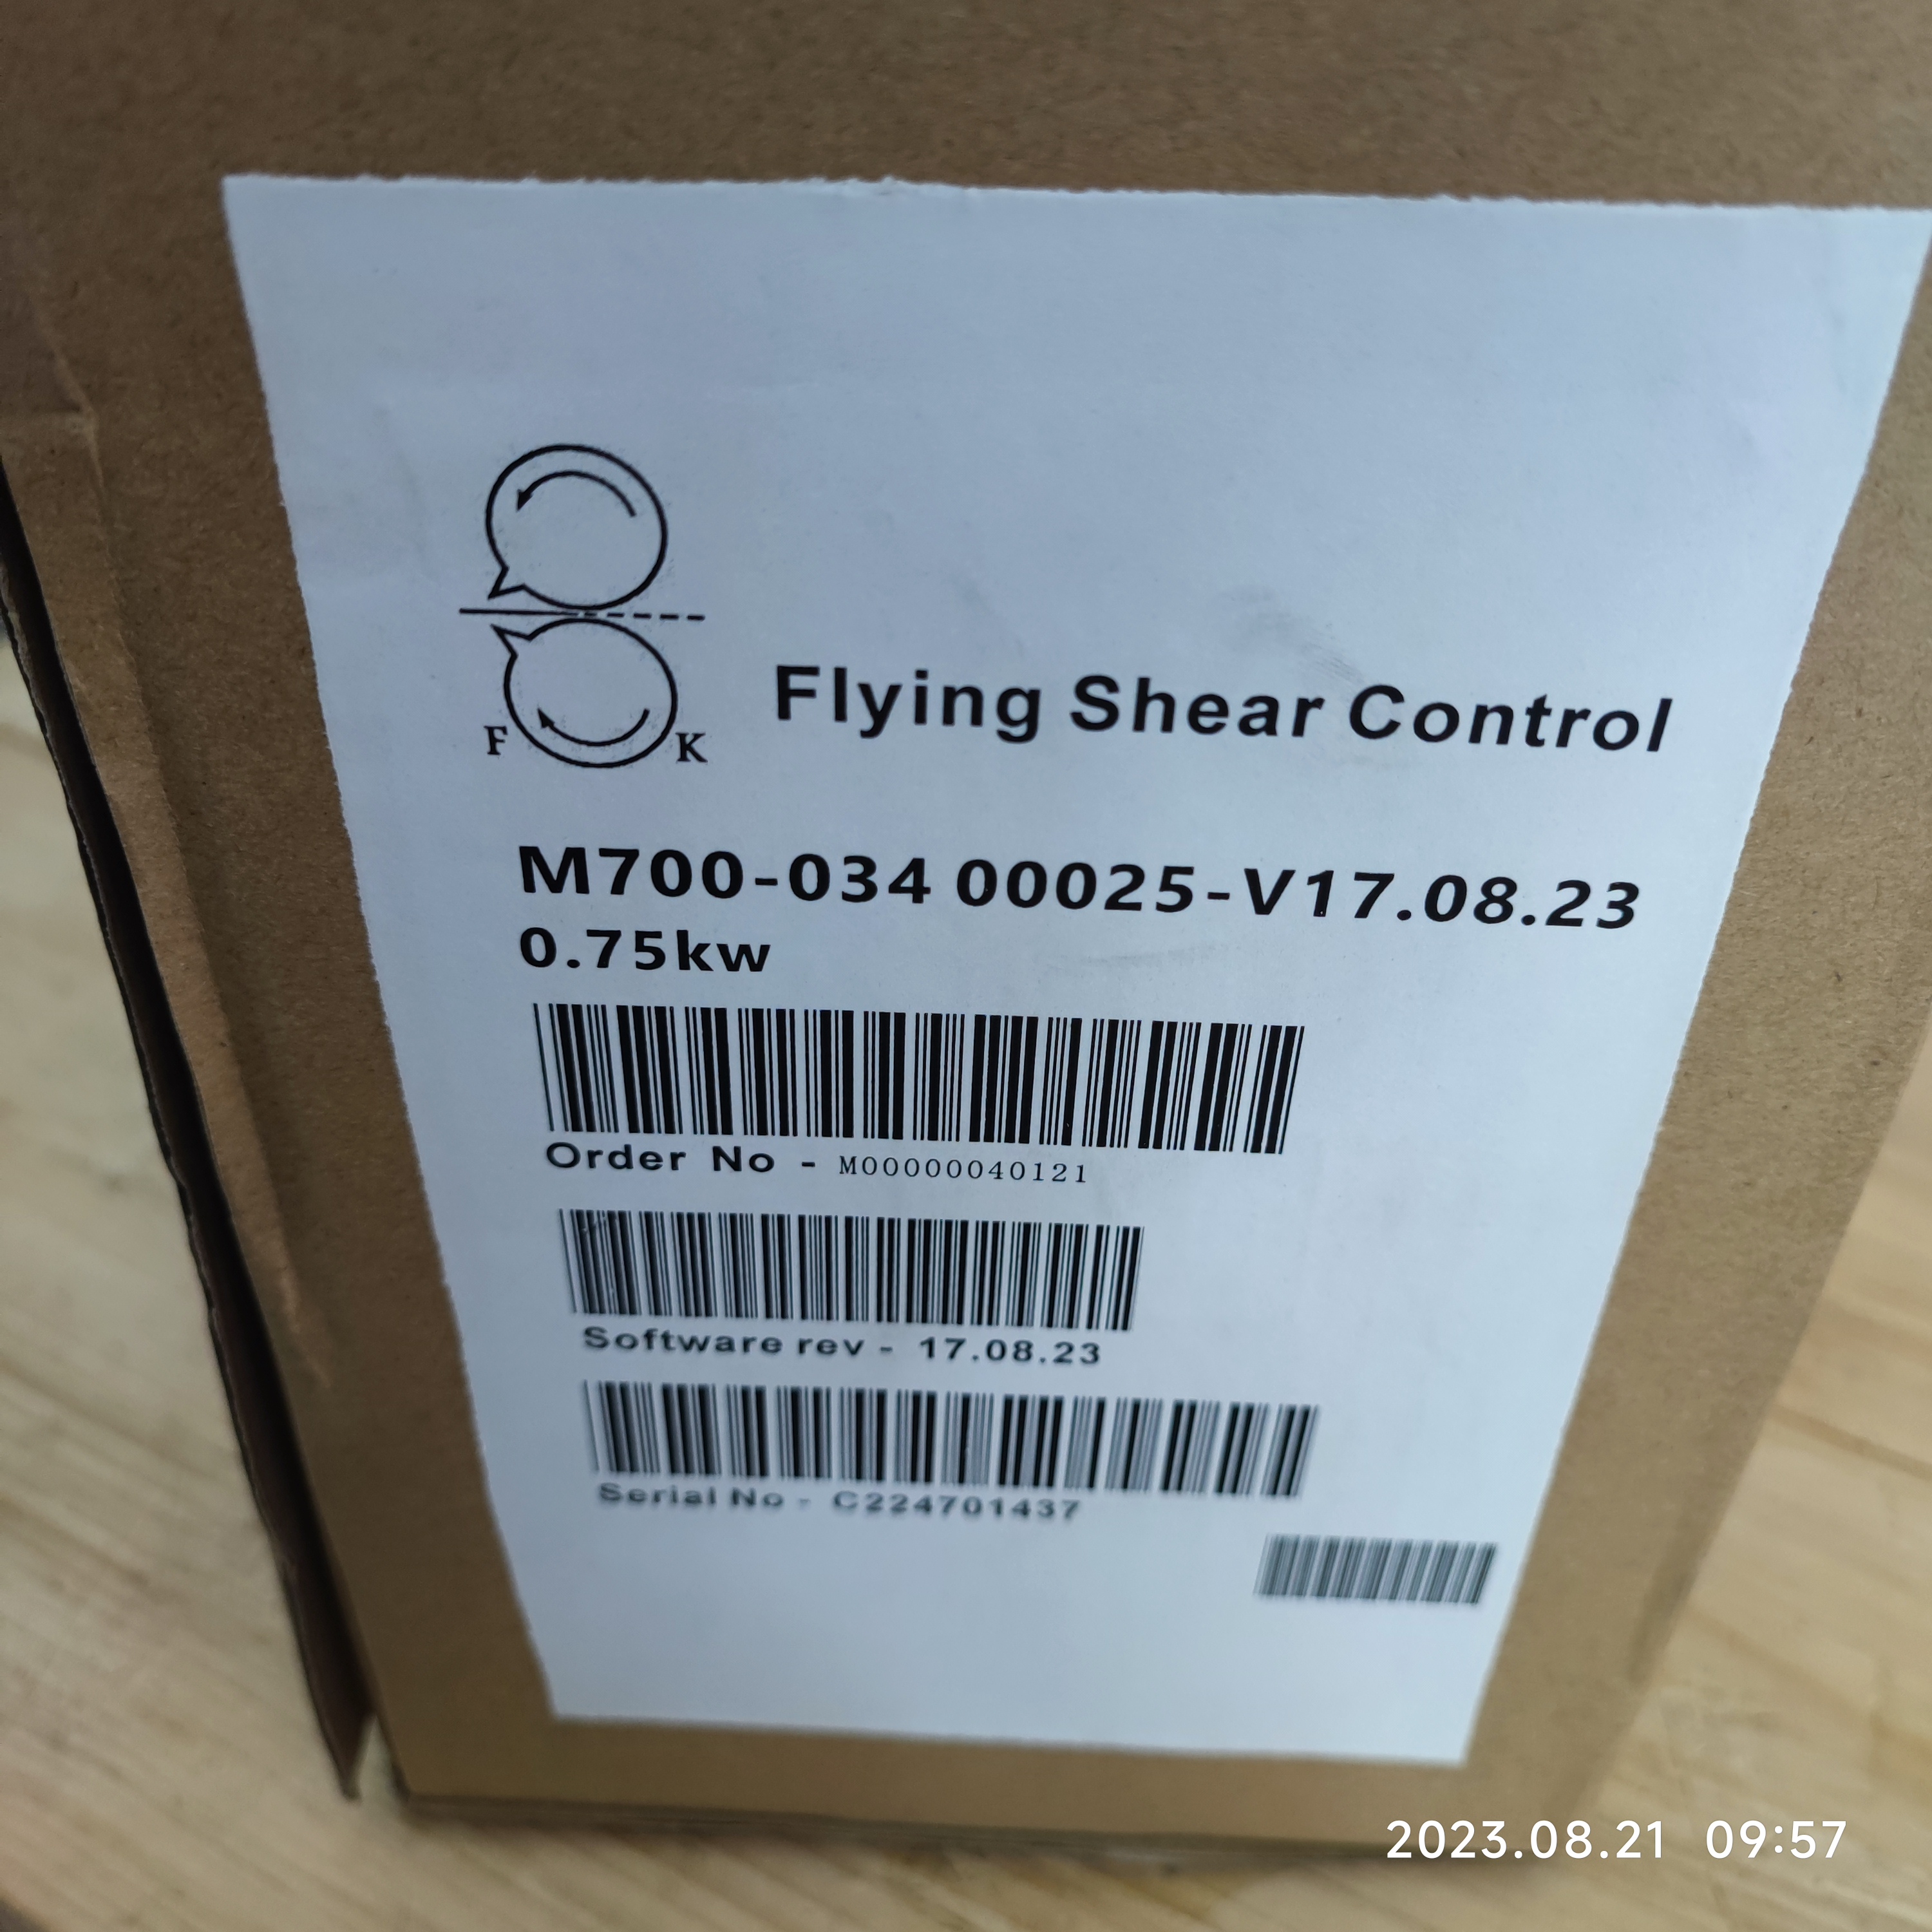 F K
Flying Shear Control
M700-034 00025-V17.08.23
0.75kw
Order No - M00000040121
Software rev - 17.08.23
Serial No - C224701437
2023.08.21 09:57